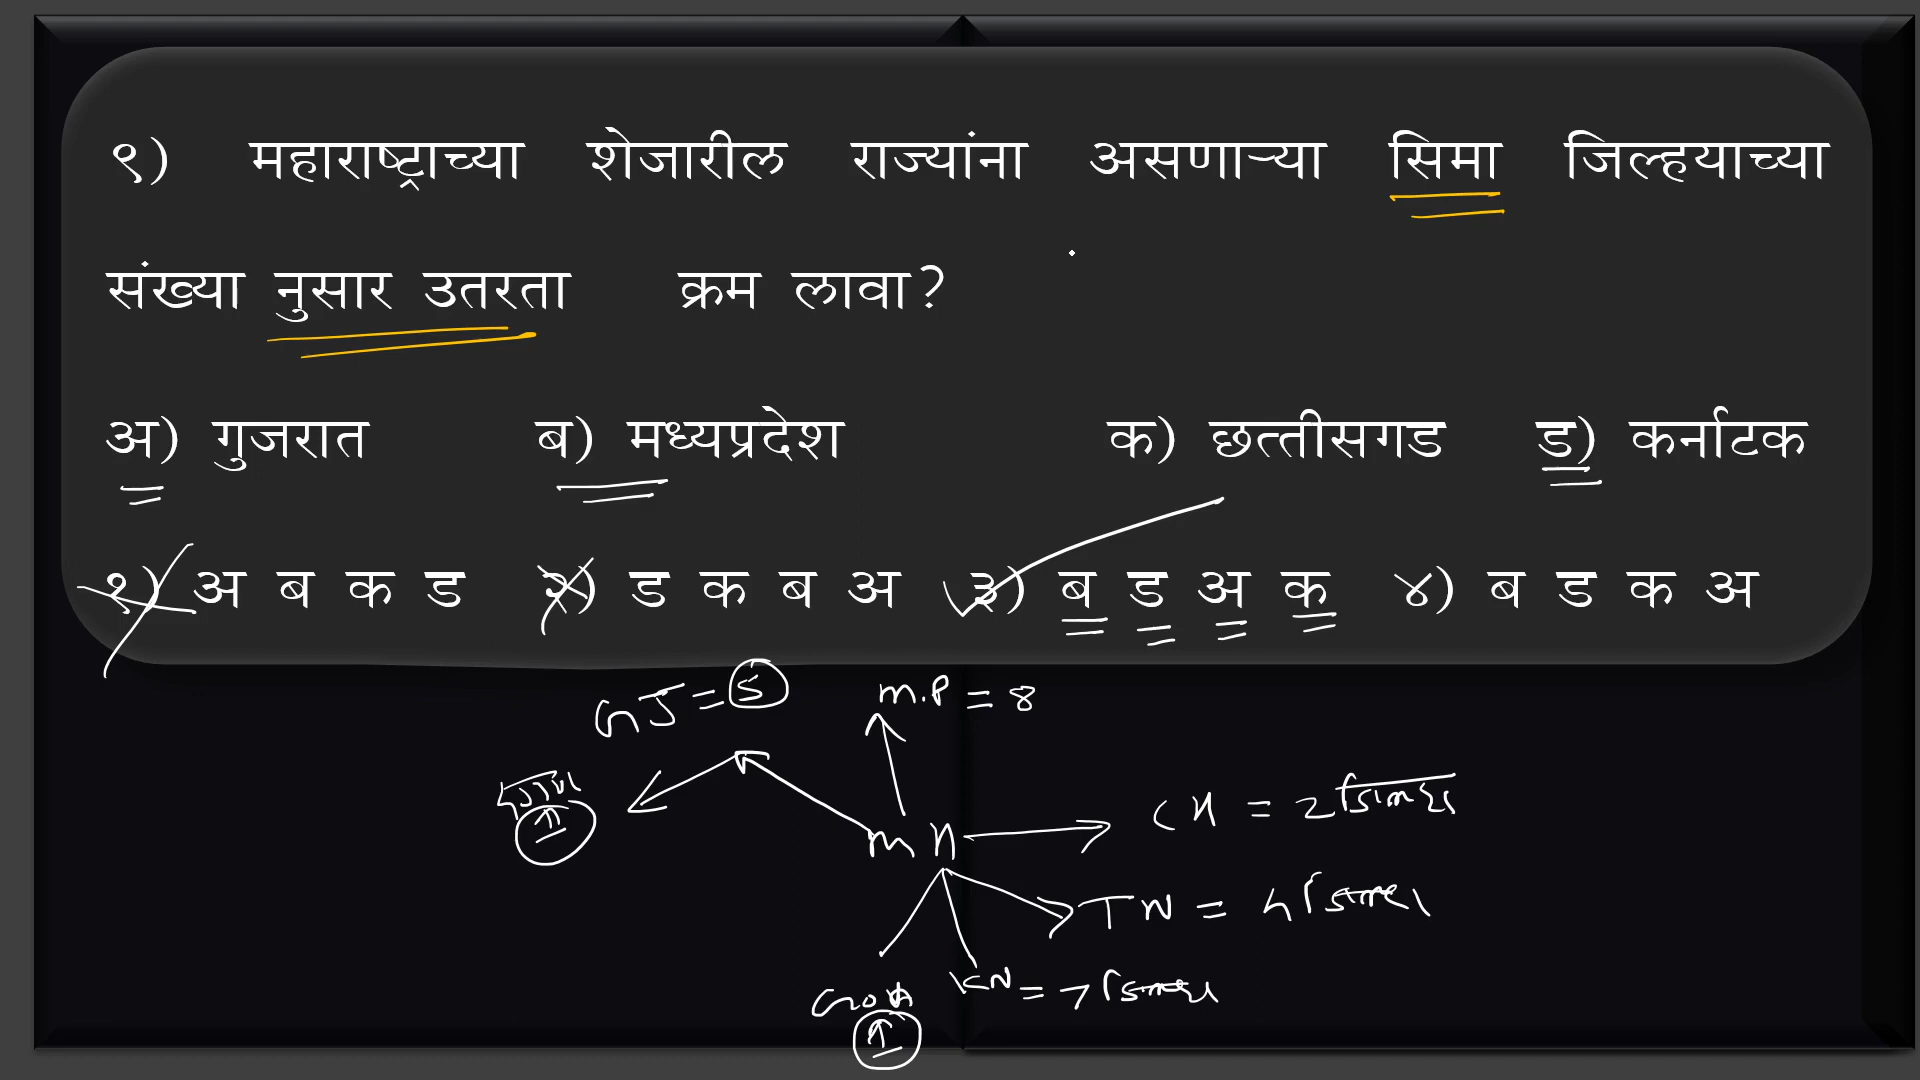 ९) महाराष्ट्राच्या शेजारील राज्यांना असणाऱ्या सिमा जिल्हयाच्या
संख्या नुसार उतरता क्रम लावा?
अ) गुजरात ब) मध्यप्रदेश क) छत्तीसगड ड) कर्नाटक
१) अ ब क ड २) ड क ब अ ३) ब ड अ क ४) ब ड क अ
GJ = 5 m.P = 8
mH
CH = 2
TN =
KN = 7
GOA